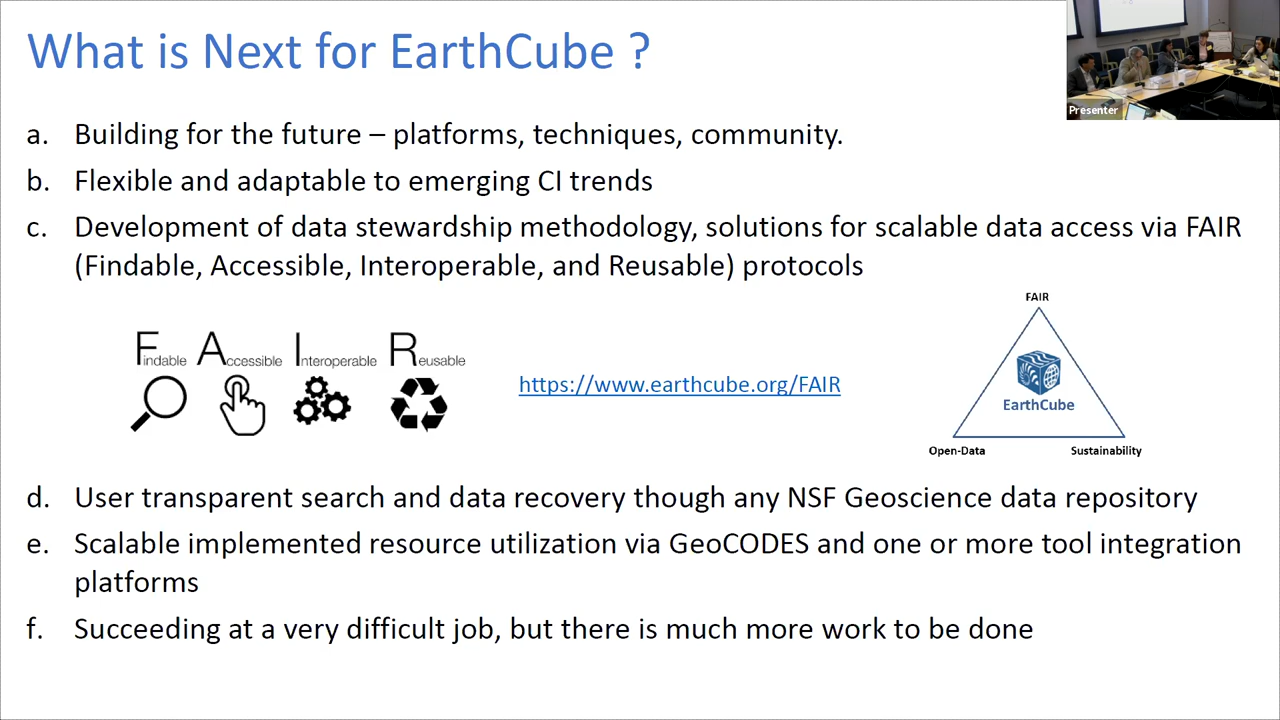 What is Next for EarthCube ?
Presenter
a. Building for the future – platforms, techniques, community.
b. Flexible and adaptable to emerging CI trends
c. Development of data stewardship methodology, solutions for scalable data access via FAIR
(Findable, Accessible, Interoperable, and Reusable) protocols
Findable Accessible Interoperable Reusable
https://www.earthcube.org/FAIR
FAIR
EarthCube
Open-Data Sustainability
d. User transparent search and data recovery though any NSF Geoscience data repository
e. Scalable implemented resource utilization via GeoCODES and one or more tool integration
platforms
f. Succeeding at a very difficult job, but there is much more work to be done